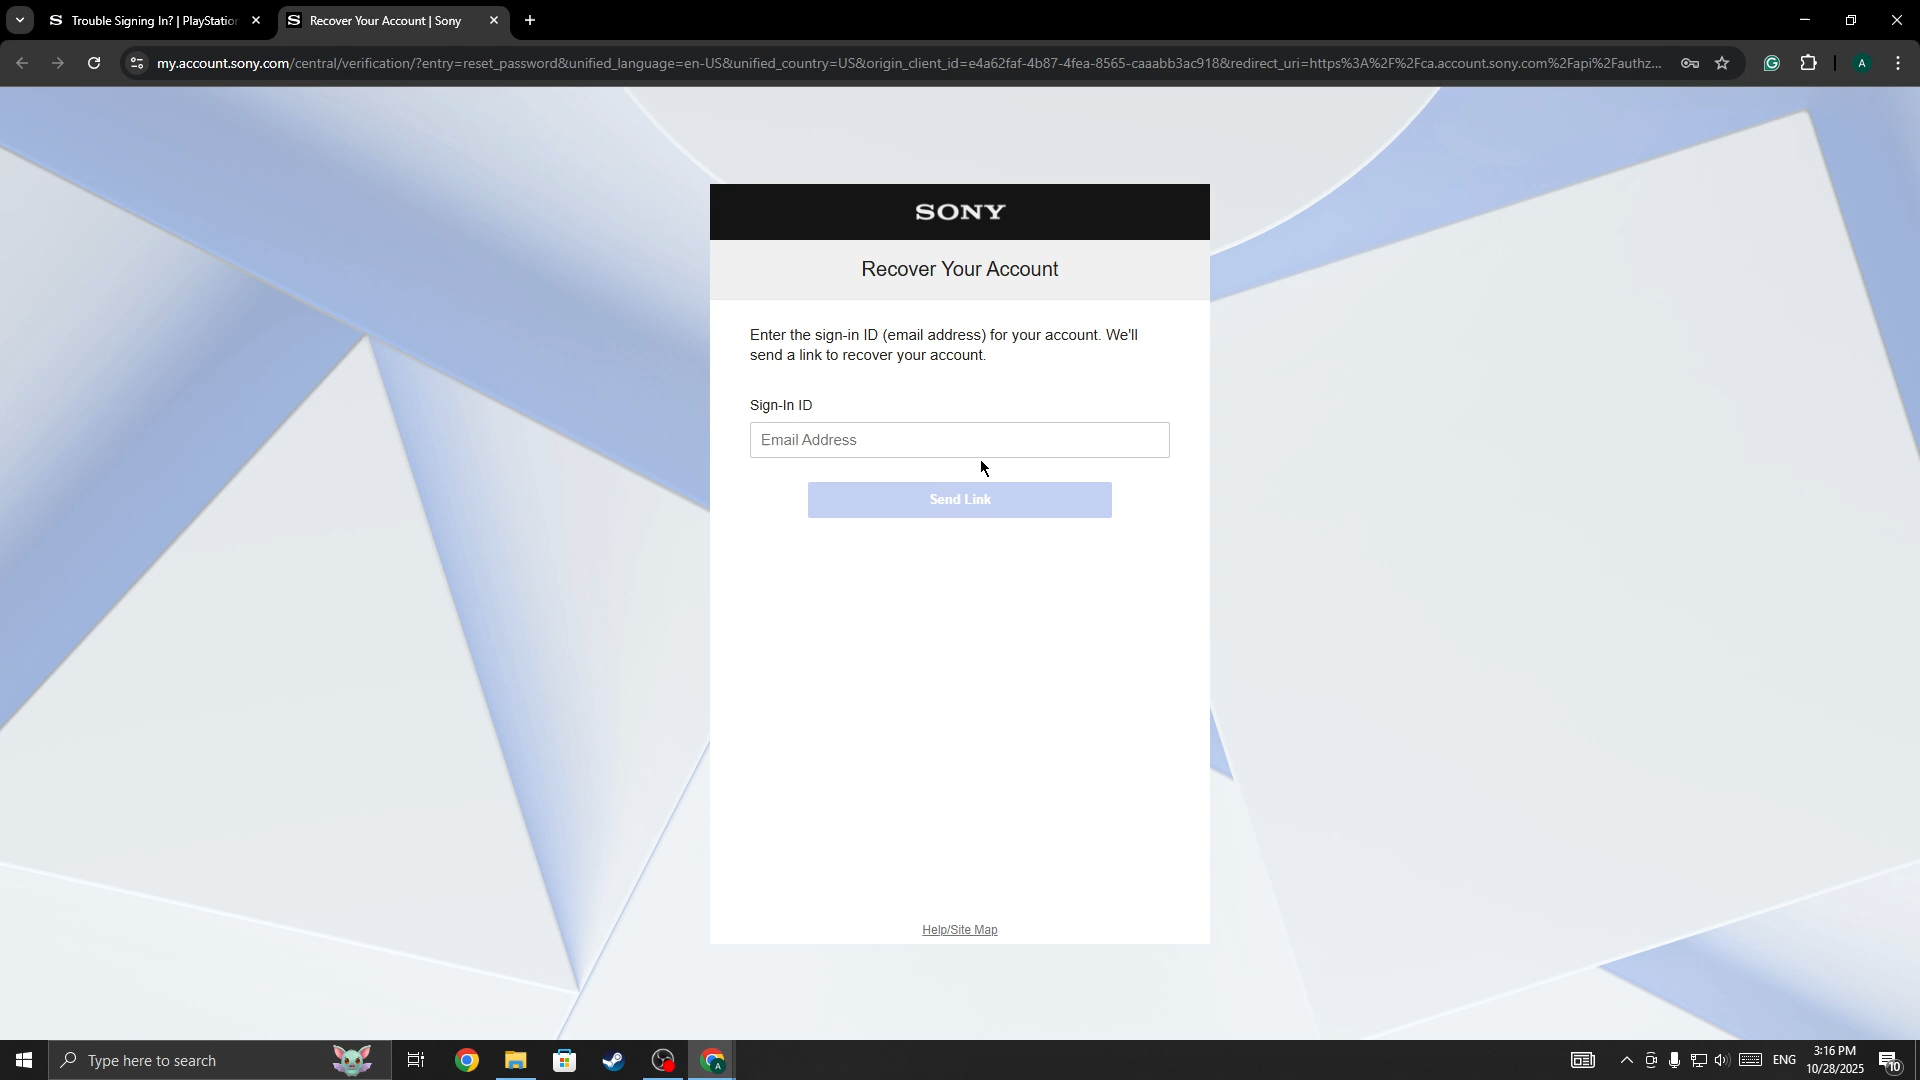 Trouble Signing In? | PlayStation
Recover Your Account | Sony
my.account.sony.com/central/verification/?entry=reset_password&unified_language=en-US&unified_country=US&origin_client_id=e4a62faf-4b87-4fea-8565-caaabb3ac918&redirect_uri=https%3A%2F%2Fca.account.sony.com%2Fapi%2Fauthz...
A
SONY
Recover Your Account
Enter the sign-in ID (email address) for your account. We'll
send a link to recover your account.
Sign-In ID
Email Address
Send Link
Help/Site Map
Type here to search
A
ENG
3:16 PM
10/28/2025
10